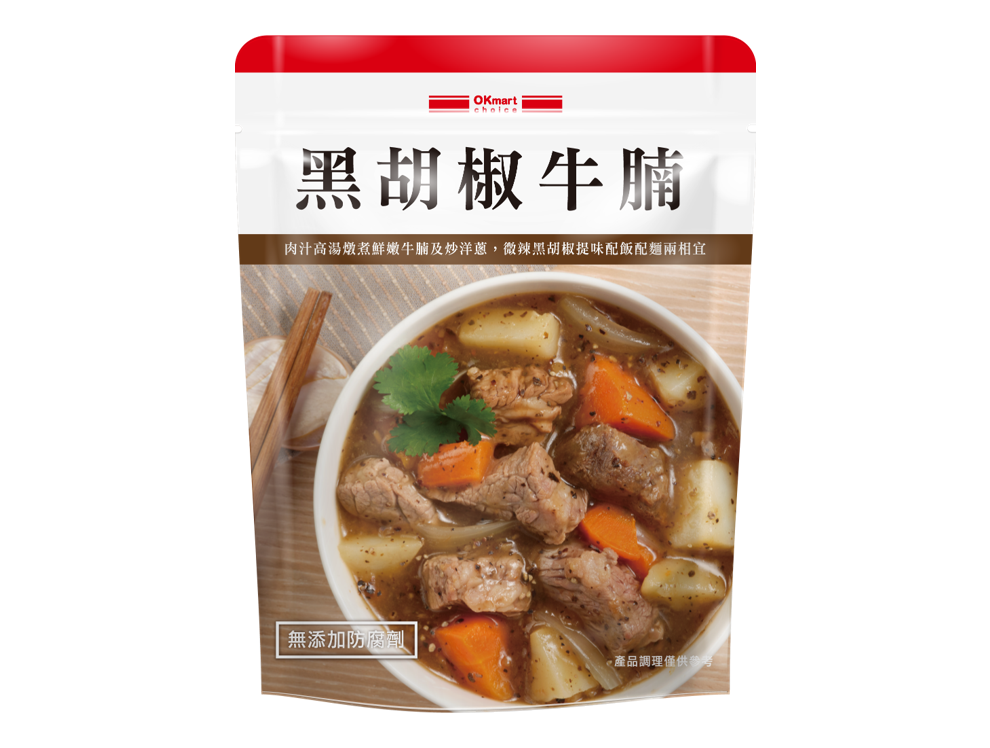 OKmart
choice
黑胡椒牛腩
肉汁高湯燉煮鮮嫩牛腩及炒洋蔥，微辣黑胡椒提味配飯配麵兩相宜
無添加防腐劑
產品調理僅供參考